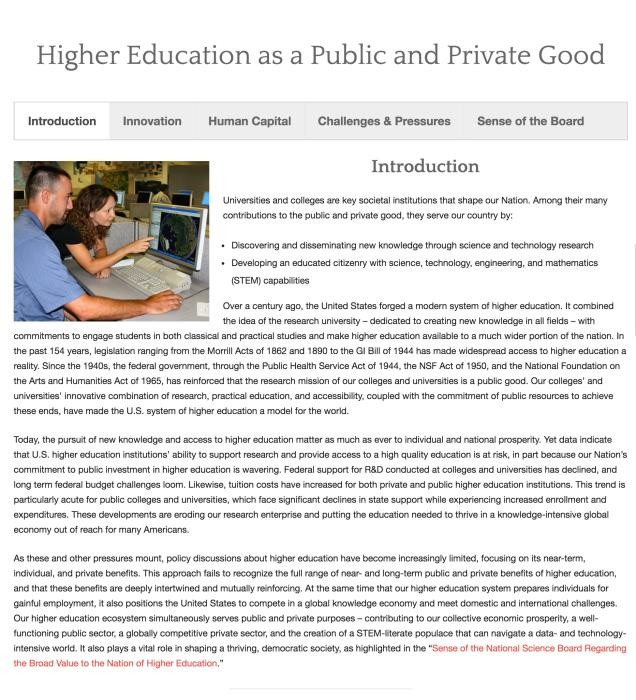 Higher Education as a Public and Private Good
Introduction
Innovation
Human Capital
Challenges & Pressures
Sense of the Board
Introduction
Universities and colleges are key societal institutions that shape our Nation. Among their many
contributions to the public and private good, they serve our country by:
• Discovering and disseminating new knowledge through science and technology research
• Developing an educated citizenry with science, technology, engineering, and mathematics
(STEM) capabilities
Over a century ago, the United States forged a modern system of higher education. It combined
the idea of the research university – dedicated to creating new knowledge in all fields – with
commitments to engage students in both classical and practical studies and make higher education available to a much wider portion of the nation. In
the past 154 years, legislation ranging from the Morrill Acts of 1862 and 1890 to the GI Bill of 1944 has made widespread access to higher education a
reality. Since the 1940s, the federal government, through the Public Health Service Act of 1944, the NSF Act of 1950, and the National Foundation on
the Arts and Humanities Act of 1965, has reinforced that the research mission of our colleges and universities is a public good. Our colleges' and
universities' innovative combination of research, practical education, and accessibility, coupled with the commitment of public resources to achieve
these ends, have made the U.S. system of higher education a model for the world.
Today, the pursuit of new knowledge and access to higher education matter as much as ever to individual and national prosperity. Yet data indicate
that U.S. higher education institutions' ability to support research and provide access to a high quality education is at risk, in part because our Nation's
commitment to public investment in higher education is wavering. Federal support for R&D conducted at colleges and universities has declined, and
long term federal budget challenges loom. Likewise, tuition costs have increased for both private and public higher education institutions. This trend is
particularly acute for public colleges and universities, which face significant declines in state support while experiencing increased enrollment and
expenditures. These developments are eroding our research enterprise and putting the education needed to thrive in a knowledge-intensive global
economy out of reach for many Americans.
As these and other pressures mount, policy discussions about higher education have become increasingly limited, focusing on its near-term,
individual, and private benefits. This approach fails to recognize the full range of near- and long-term public and private benefits of higher education,
and that these benefits are deeply intertwined and mutually reinforcing. At the same time that our higher education system prepares individuals for
gainful employment, it also positions the United States to compete in a global knowledge economy and meet domestic and international challenges.
Our higher education ecosystem simultaneously serves public and private purposes – contributing to our collective economic prosperity, a well-
functioning public sector, a globally competitive private sector, and the creation of a STEM-literate populace that can navigate a data- and technology-
intensive world. It also plays a vital role in shaping a thriving, democratic society, as highlighted in the “Sense of the National Science Board Regarding
the Broad Value to the Nation of Higher Education.”